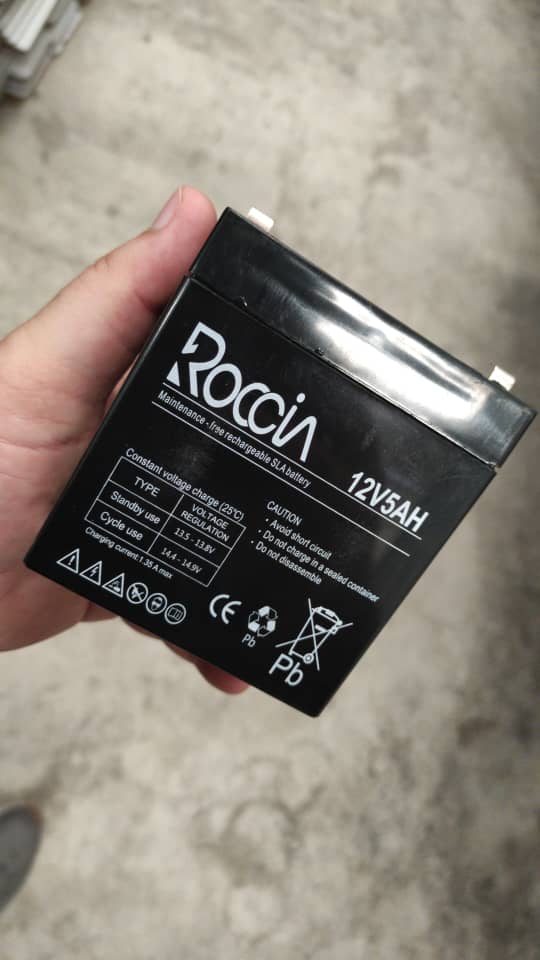 ROCCIA
Maintenance - free rechargeable SLA battery
12V5AH
Constant voltage charge (25℃)
TYPE VOLTAGE REGULATION
Standby use 13.5 - 13.8V
Cycle use 14.4 - 14.9V
Charging current:1.35 A max
CAUTION
· Avoid short circuit
· Do not charge in a sealed container
· Do not disassemble
CE
Pb
Pb